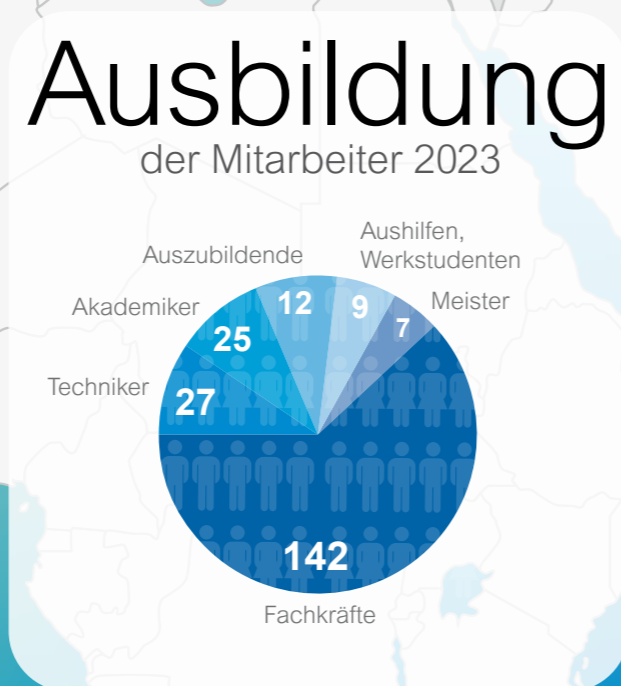 Ausbildung
der Mitarbeiter 2023
Aushilfen,
Werkstudenten
Auszubildende
Meister
Akademiker
Techniker
12
9
7
25
27
142
Fachkräfte